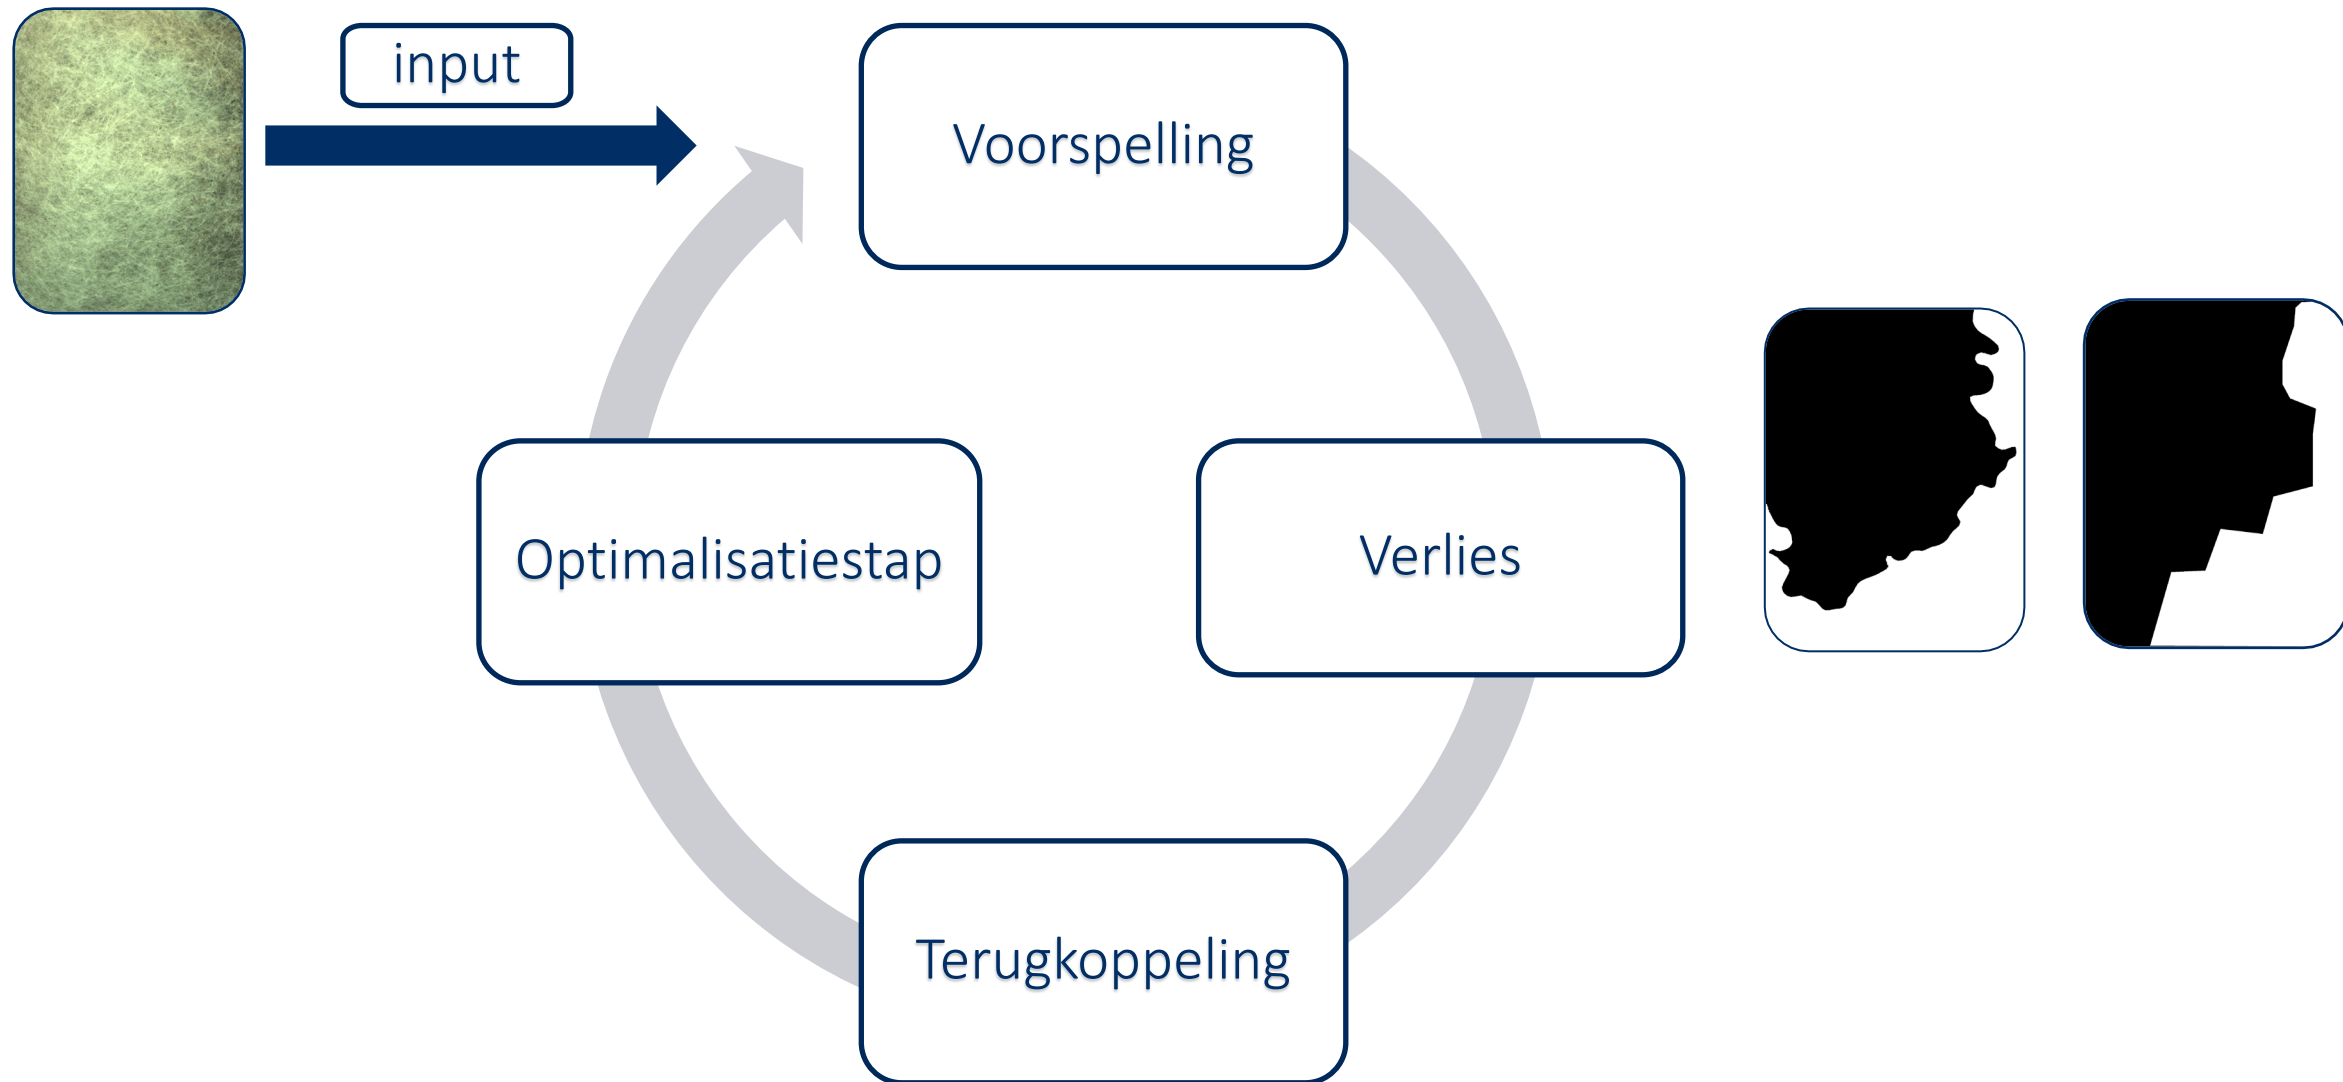 input
Voorspelling
Optimalisatiestap
Verlies
Terugkoppeling